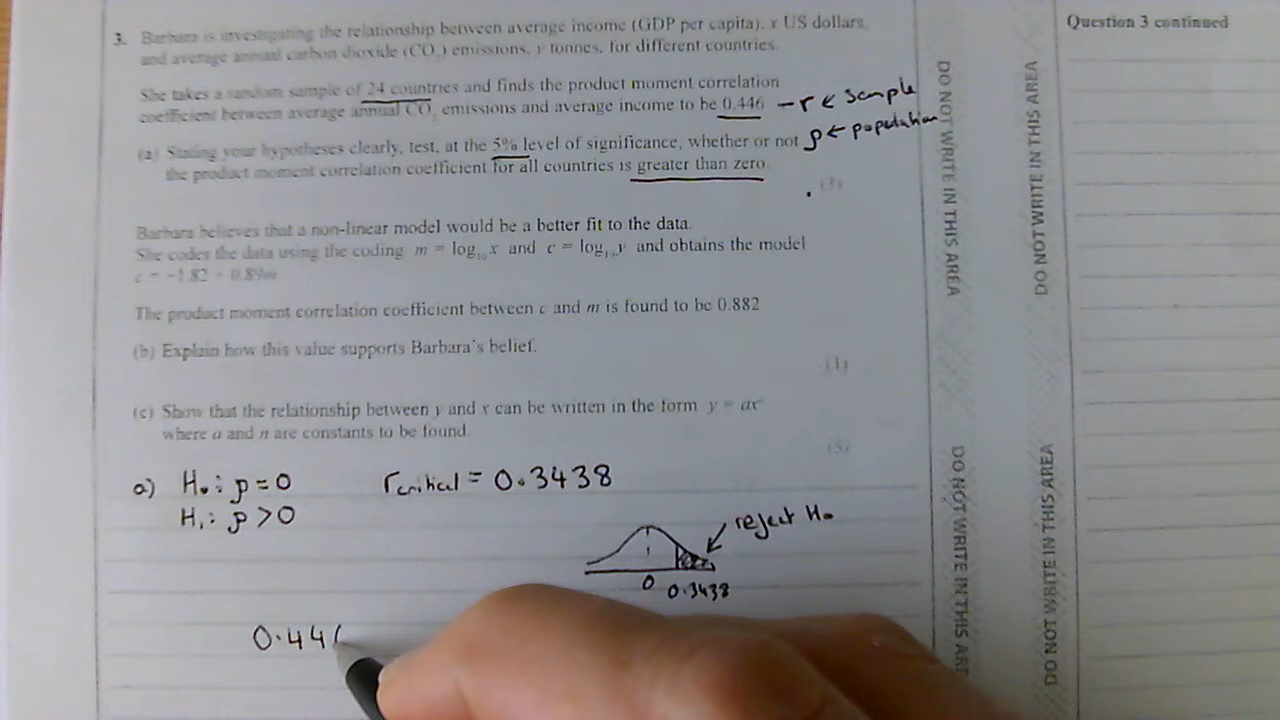 3. Barbara is investigating the relationship between average income (GDP per capita), x US dollars,
and average annual carbon dioxide (CO₂) emissions, y tonnes, for different countries.
She takes a random sample of 24 countries and finds the product moment correlation
coefficient between average annual CO₂ emissions and average income to be 0.446 – r ← sample
(a) Stating your hypotheses clearly, test, at the 5% level of significance, whether or not ρ ← population
the product moment correlation coefficient for all countries is greater than zero.
(3)
Barbara believes that a non-linear model would be a better fit to the data.
She codes the data using the coding m = log₁₀ x and c = log₁₀ y and obtains the model
c = –1.82 + 0.89m
The product moment correlation coefficient between c and m is found to be 0.882
(b) Explain how this value supports Barbara's belief.
(1)
(c) Show that the relationship between y and x can be written in the form y = axⁿ
where a and n are constants to be found.
(5)
a) H₀: ρ = 0 r critical = 0.3438
H₁: ρ > 0
reject H₀
0 0.3438
0.446
DO NOT WRITE IN THIS AREA
DO NOT WRITE IN THIS AREA
DO NOT WRITE IN THIS ARE
DO NOT WRITE IN THIS AREA
Question 3 continued